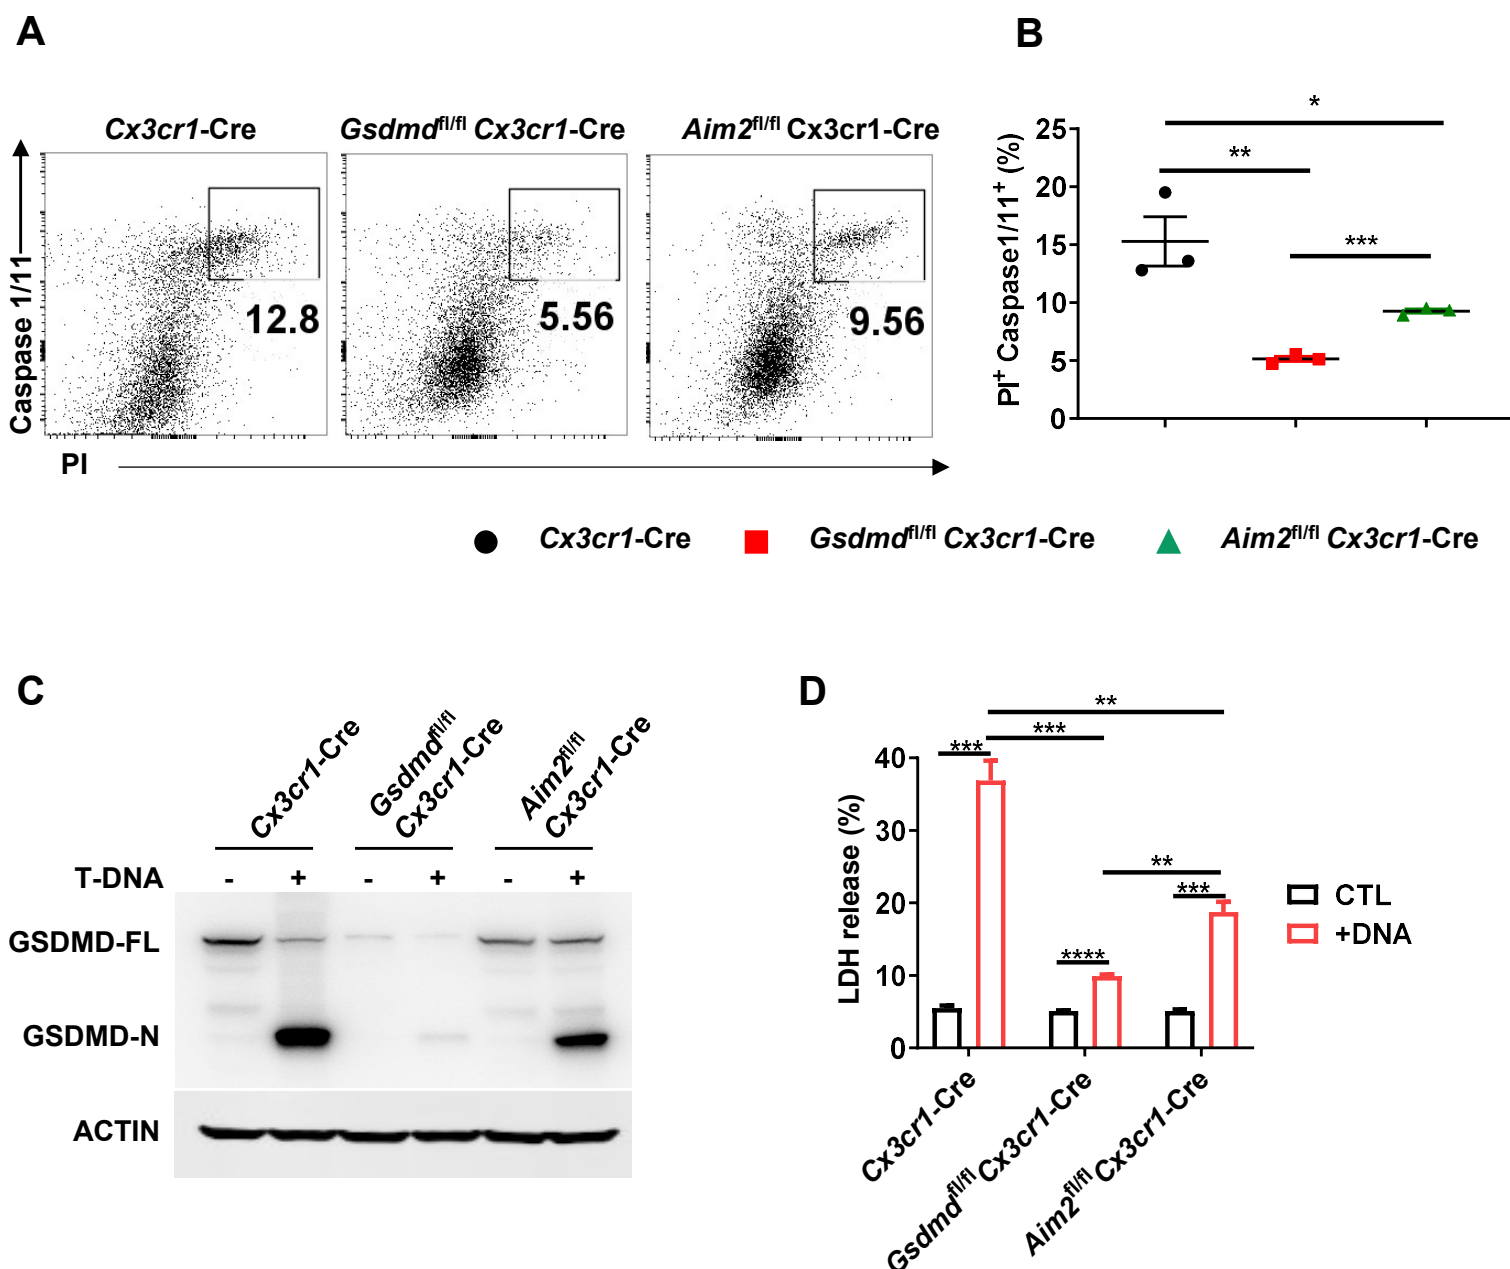 A
B
Cx3cr1-Cre
Gsdmdfl/fl Cx3cr1-Cre
Aim2fl/fl Cx3cr1-Cre
Caspase 1/11
12.8
5.56
9.56
PI
PI+ Caspase1/11+ (%)
25
20
15
10
5
0
*
**
***
Cx3cr1-Cre
Gsdmdfl/fl Cx3cr1-Cre
Aim2fl/fl Cx3cr1-Cre
C
Cx3cr1-Cre
Gsdmdfl/fl
Cx3cr1-Cre
Aim2fl/fl
Cx3cr1-Cre
T-DNA - + - + - +
GSDMD-FL
GSDMD-N
ACTIN
D
LDH release (%)
40
30
20
10
0
**
***
***
**
***
****
CTL
+DNA
Cx3cr1-Cre
Gsdmdfl/fl Cx3cr1-Cre
Aim2fl/fl Cx3cr1-Cre